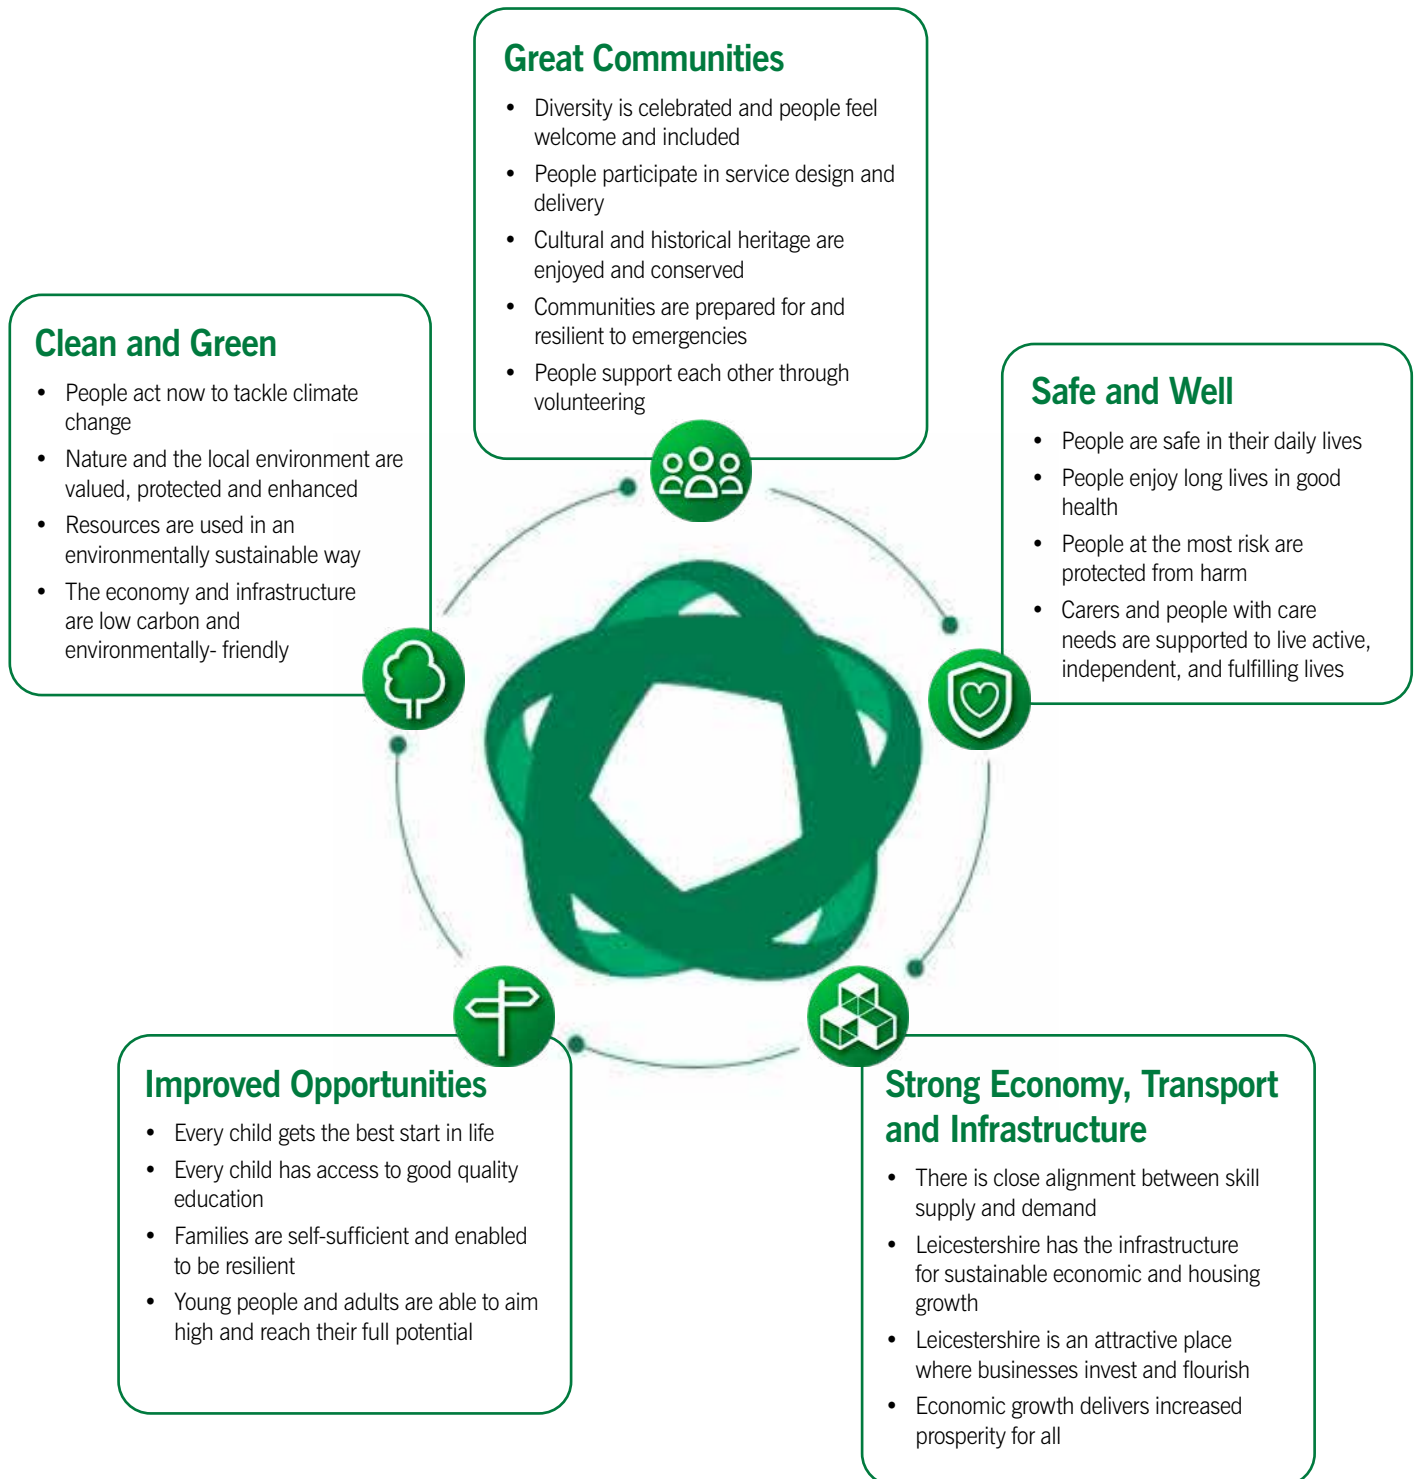 Great Communities
• Diversity is celebrated and people feel
welcome and included
• People participate in service design and
delivery
• Cultural and historical heritage are
enjoyed and conserved
• Communities are prepared for and
resilient to emergencies
• People support each other through
volunteering
Clean and Green
• People act now to tackle climate
change
• Nature and the local environment are
valued, protected and enhanced
• Resources are used in an
environmentally sustainable way
• The economy and infrastructure
are low carbon and
environmentally- friendly
Safe and Well
• People are safe in their daily lives
• People enjoy long lives in good
health
• People at the most risk are
protected from harm
• Carers and people with care
needs are supported to live active,
independent, and fulfilling lives
Improved Opportunities
• Every child gets the best start in life
• Every child has access to good quality
education
• Families are self-sufficient and enabled
to be resilient
• Young people and adults are able to aim
high and reach their full potential
Strong Economy, Transport
and Infrastructure
• There is close alignment between skill
supply and demand
• Leicestershire has the infrastructure
for sustainable economic and housing
growth
• Leicestershire is an attractive place
where businesses invest and flourish
• Economic growth delivers increased
prosperity for all